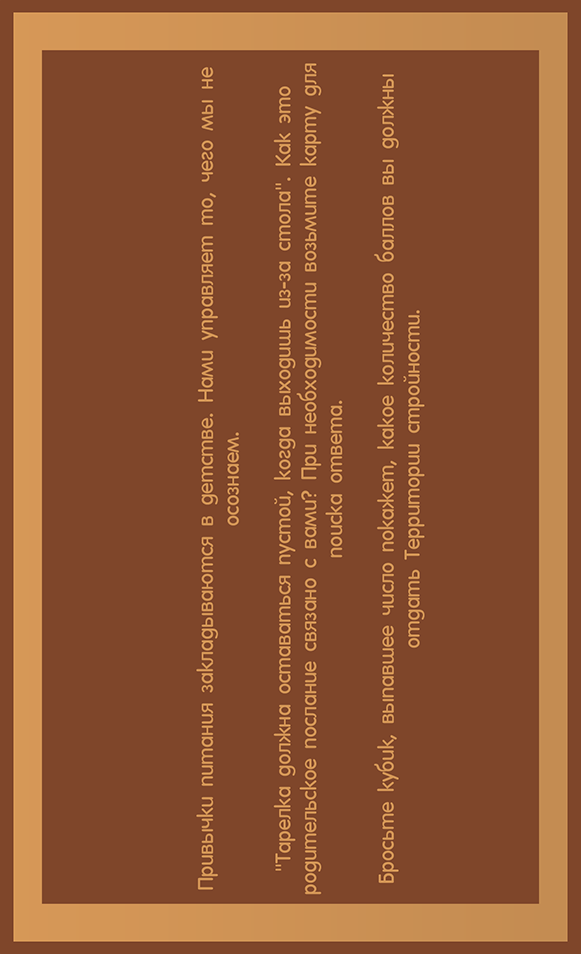 Привычки питания закладываются в детстве. Нами управляет то, чего мы не
осознаем.
"Тарелка должна оставаться пустой, когда выходишь из-за стола". Как это
родительское послание связано с вами? При необходимости возьмите карту для
поиска ответа.
Бросьте кубик, выпавшее число покажет, какое количество баллов вы должны
отдать Территории стройности.